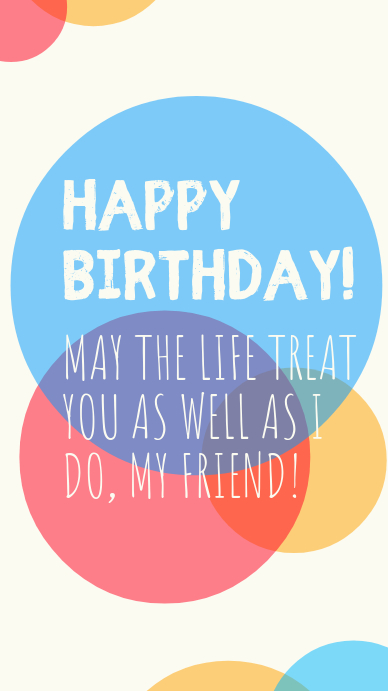 HAPPY
BIRTHDAY!
MAY THE LIFE TREAT
YOU AS WELL AS I
DO, MY FRIEND!